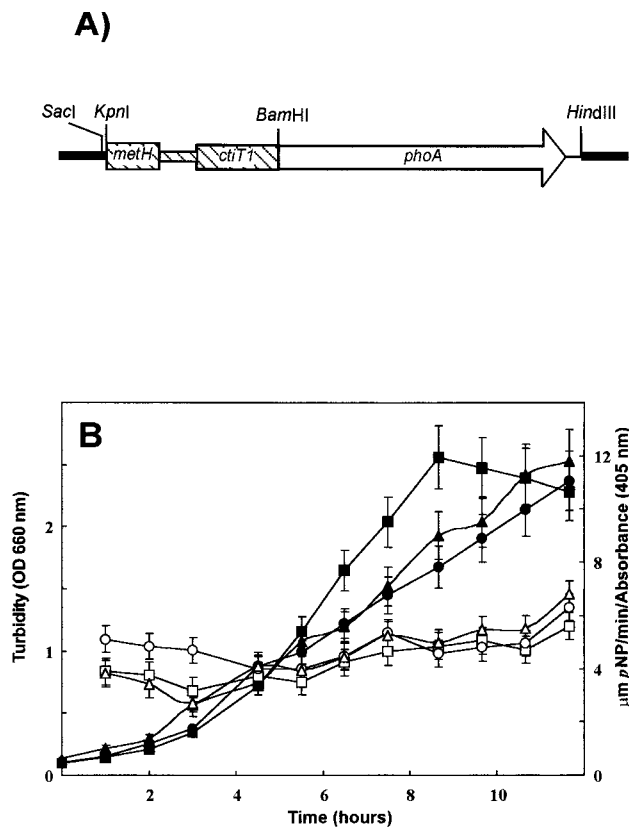 A)
SacI KpnI BamHI HindIII
metH ctiT1 phoA
B
Turbidity (OD 660 nm)
2
1
0
12
8
4
0
µm pNP/min/Absorbance (405 nm)
2 4 6 8 10
Time (hours)